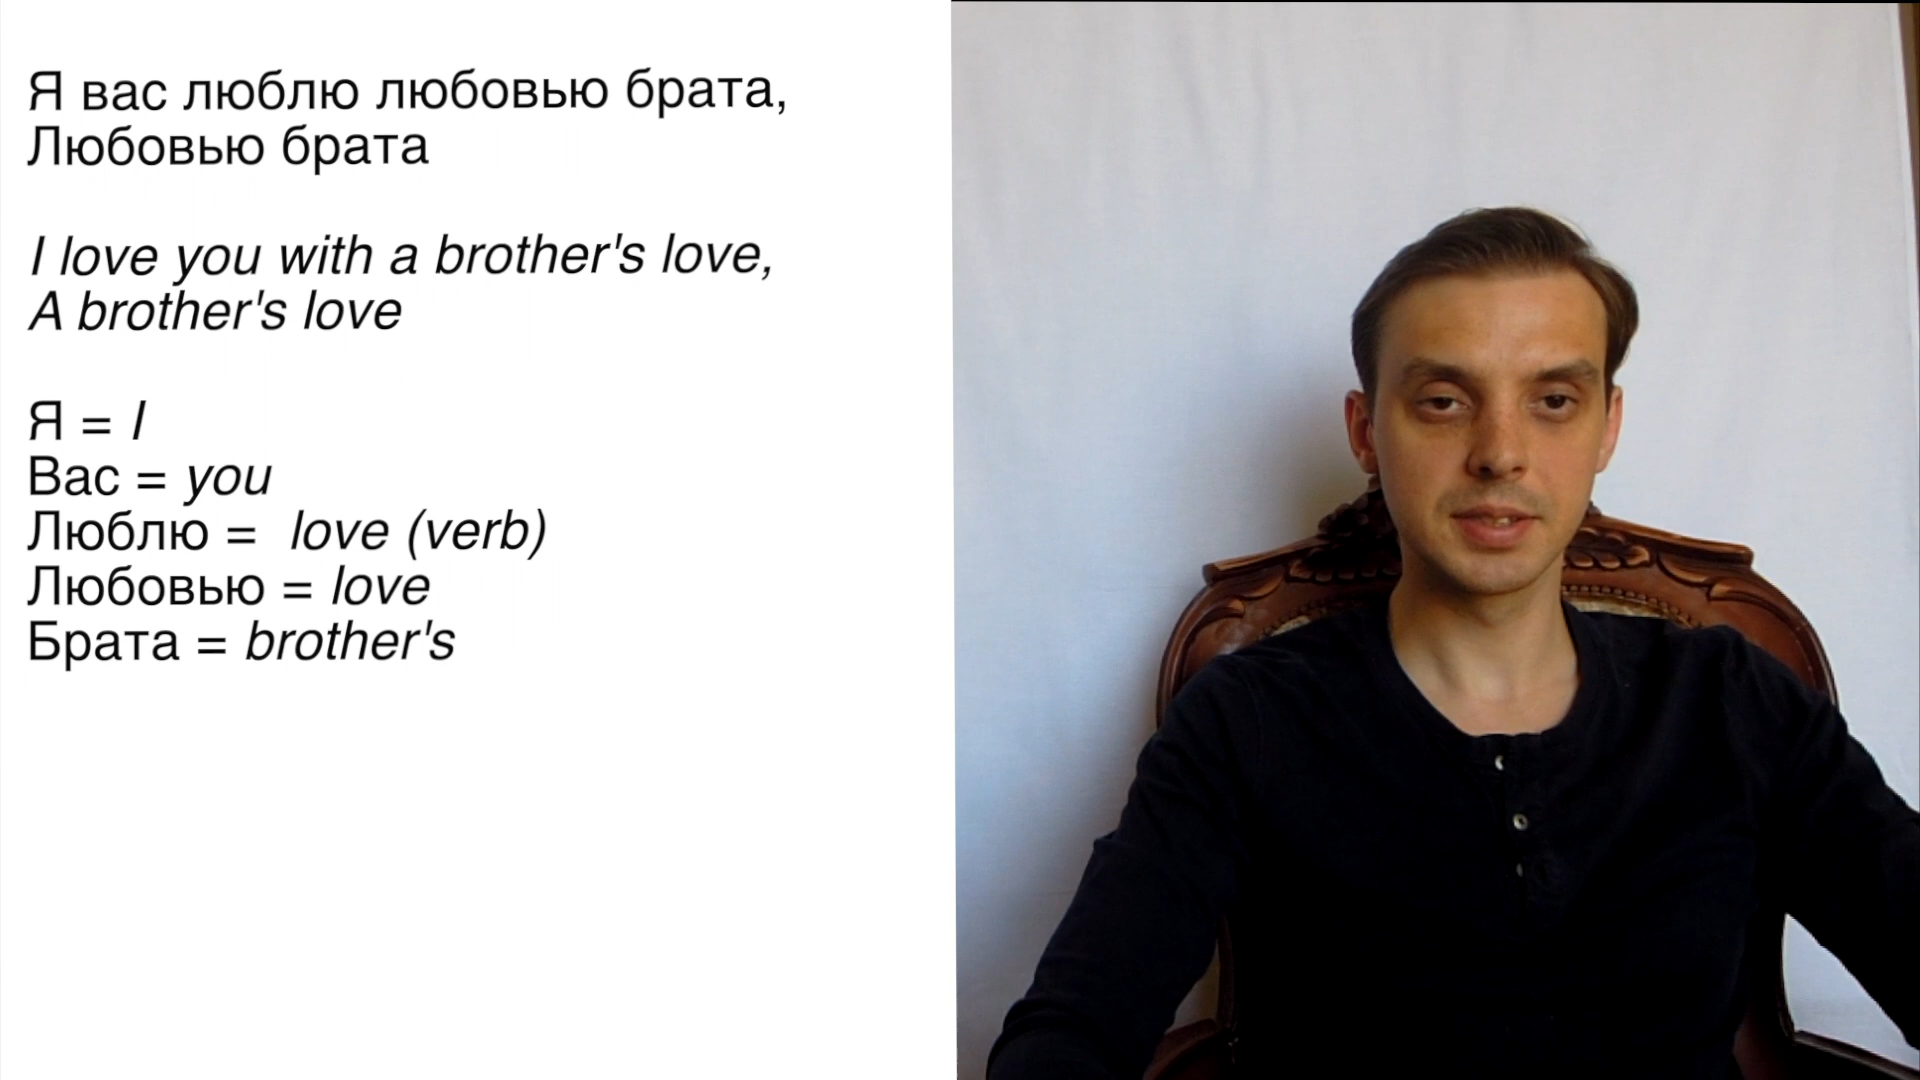 Я вас люблю любовью брата,
Любовью брата
I love you with a brother's love,
A brother's love
Я = I
Вас = you
Люблю = love (verb)
Любовью = love
Брата = brother's